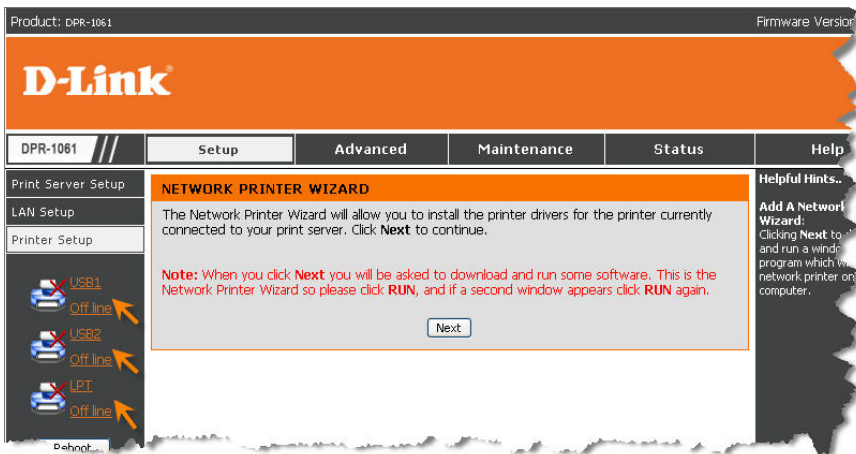 Product: DPR-1061
Firmware Version
D-Link®
DPR-1061
Setup
Advanced
Maintenance
Status
Help
Print Server Setup
LAN Setup
Printer Setup
USB1
Off line
USB2
Off line
LPT
Off line
Reboot...
NETWORK PRINTER WIZARD
The Network Printer Wizard will allow you to install the printer drivers for the printer currently
connected to your print server. Click Next to continue.
Note: When you click Next you will be asked to download and run some software. This is the
Network Printer Wizard so please click RUN, and if a second window appears click RUN again.
Next
Helpful Hints..
Add A Network
Wizard:
Clicking Next to
and run a
program which
network printer on
computer.